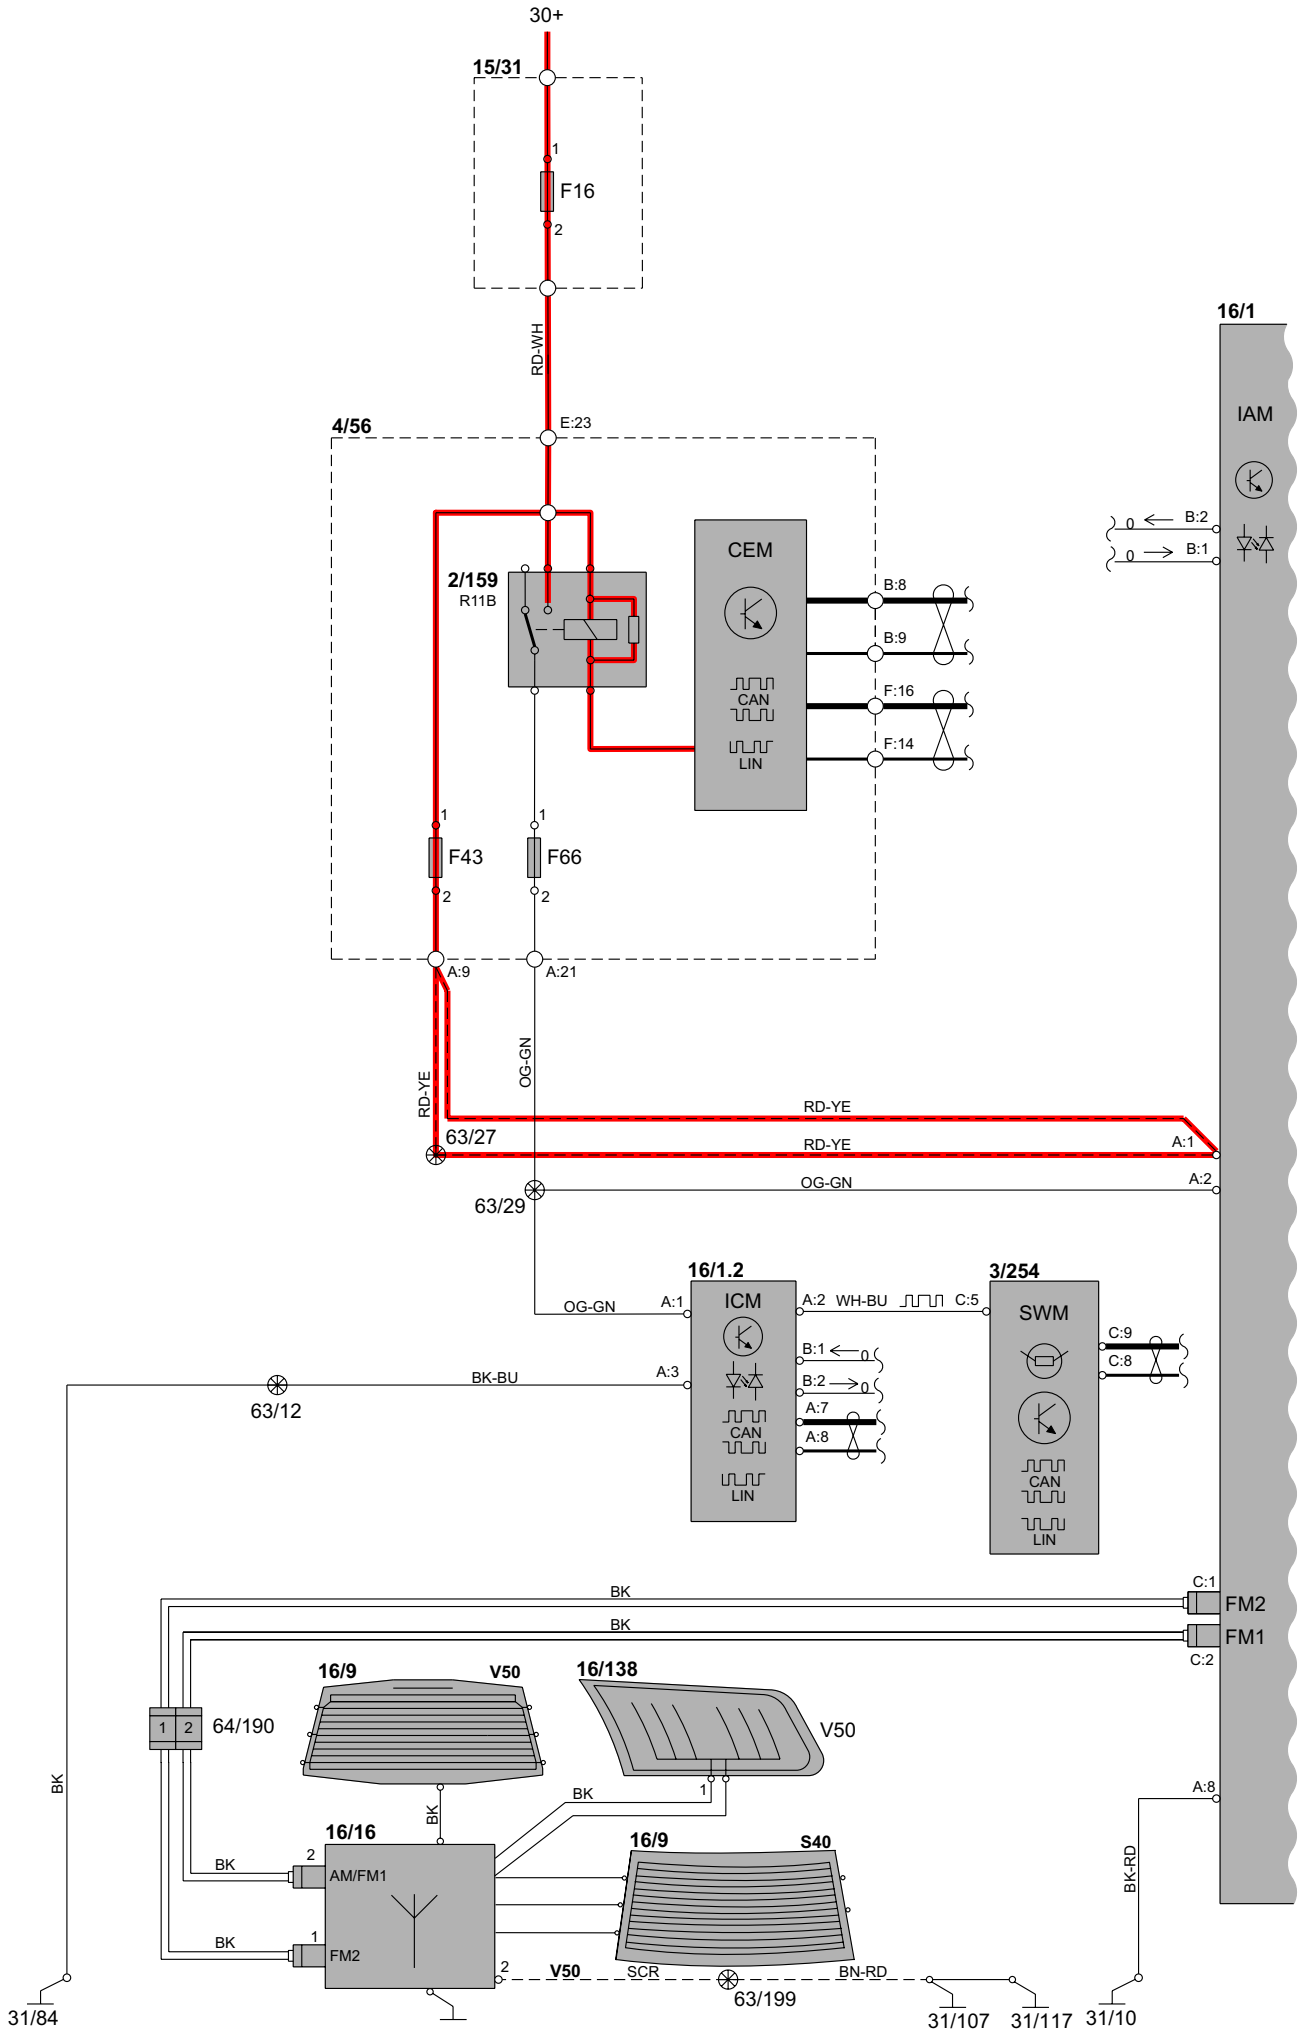 30+
15/31
1
F16
2
RD-WH
16/1
IAM
4/56
E:23
B:2
0
B:1
0
2/159
R11B
CEM
CAN
LIN
B:8
B:9
F:16
F:14
1
F43
2
1
F66
2
A:9
A:21
RD-YE
OG-GN
RD-YE
63/27
RD-YE
A:1
63/29
OG-GN
A:2
16/1.2
3/254
OG-GN
A:1
ICM
A:2
WH-BU
C:5
SWM
B:1
0
C:9
C:8
BK-BU
A:3
B:2
0
63/12
A:7
CAN
A:8
LIN
CAN
LIN
BK
C:1
FM2
BK
FM1
C:2
16/9
V50
16/138
V50
1
2
64/190
BK
1
BK
BK
A:8
16/16
16/9
S40
BK
2
AM/FM1
BK-RD
BK
1
FM2
2
V50
SCR
BN-RD
63/199
31/84
31/107
31/117
31/10